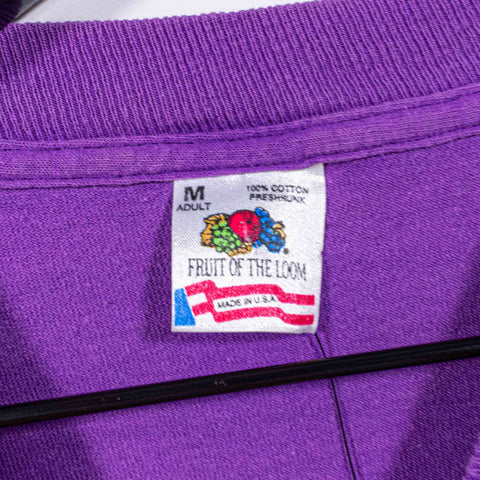 M 100% COTTON
ADULT PRESHRUNK
®
FRUIT OF THE LOOM
MADE IN U.S.A.